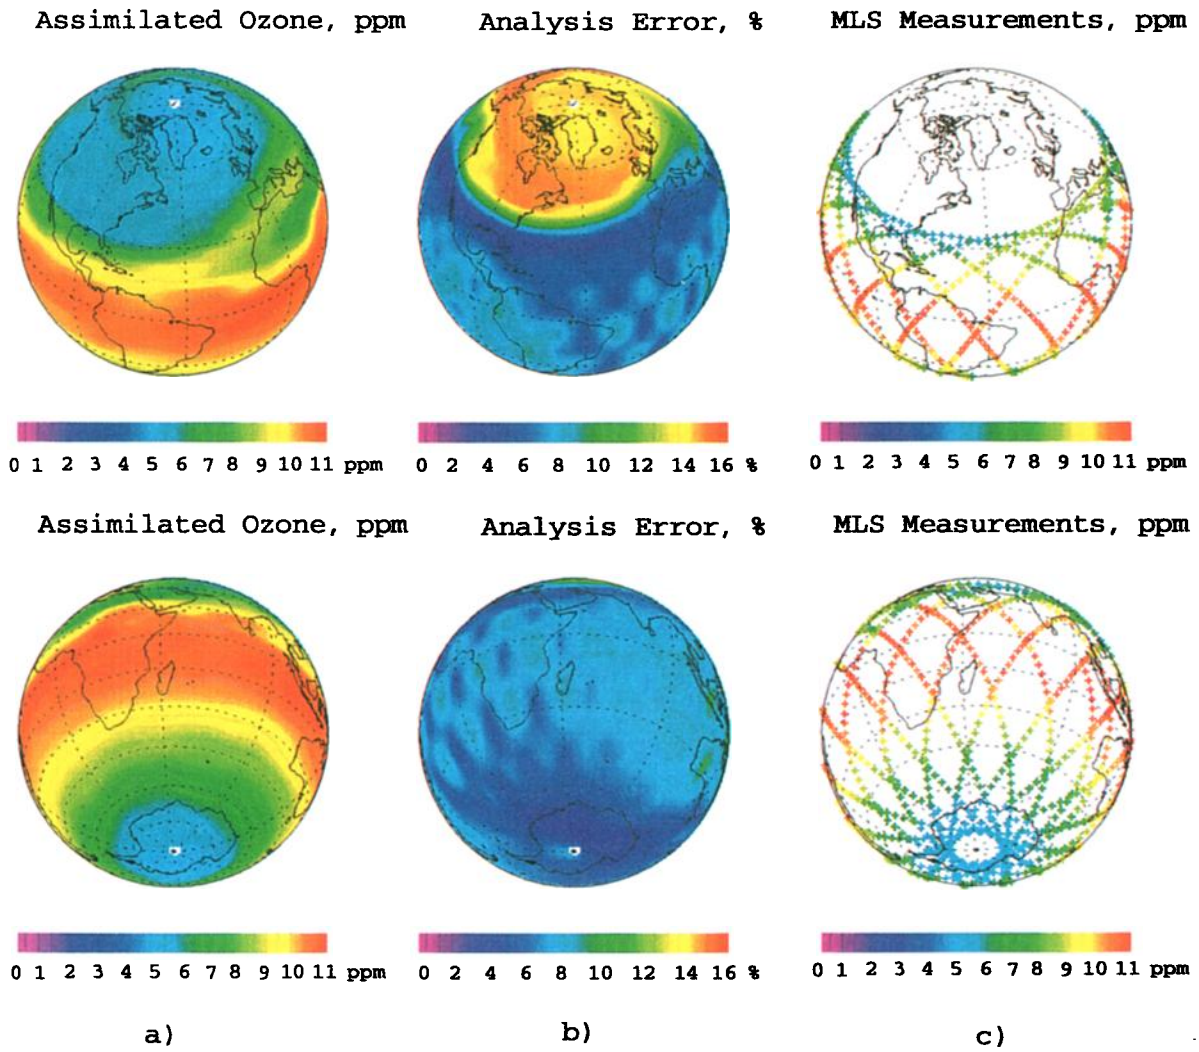 Assimilated Ozone, ppm Analysis Error, % MLS Measurements, ppm
0 1 2 3 4 5 6 7 8 9 10 11 ppm 0 2 4 6 8 10 12 14 16 % 0 1 2 3 4 5 6 7 8 9 10 11 ppm
Assimilated Ozone, ppm Analysis Error, % MLS Measurements, ppm
0 1 2 3 4 5 6 7 8 9 10 11 ppm 0 2 4 6 8 10 12 14 16 % 0 1 2 3 4 5 6 7 8 9 10 11 ppm
a) b) c)